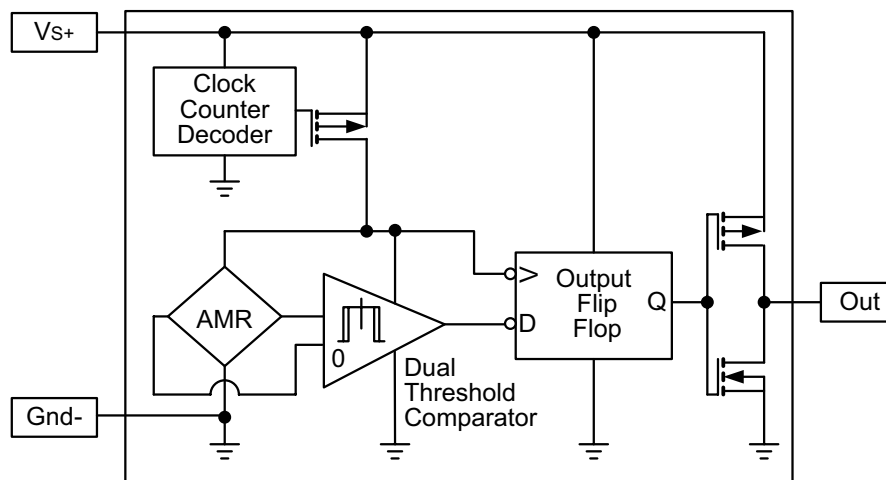 VS+
Clock
Counter
Decoder
AMR
0
Dual
Threshold
Comparator
Output
Flip
Flop
D
Q
Out
Gnd-